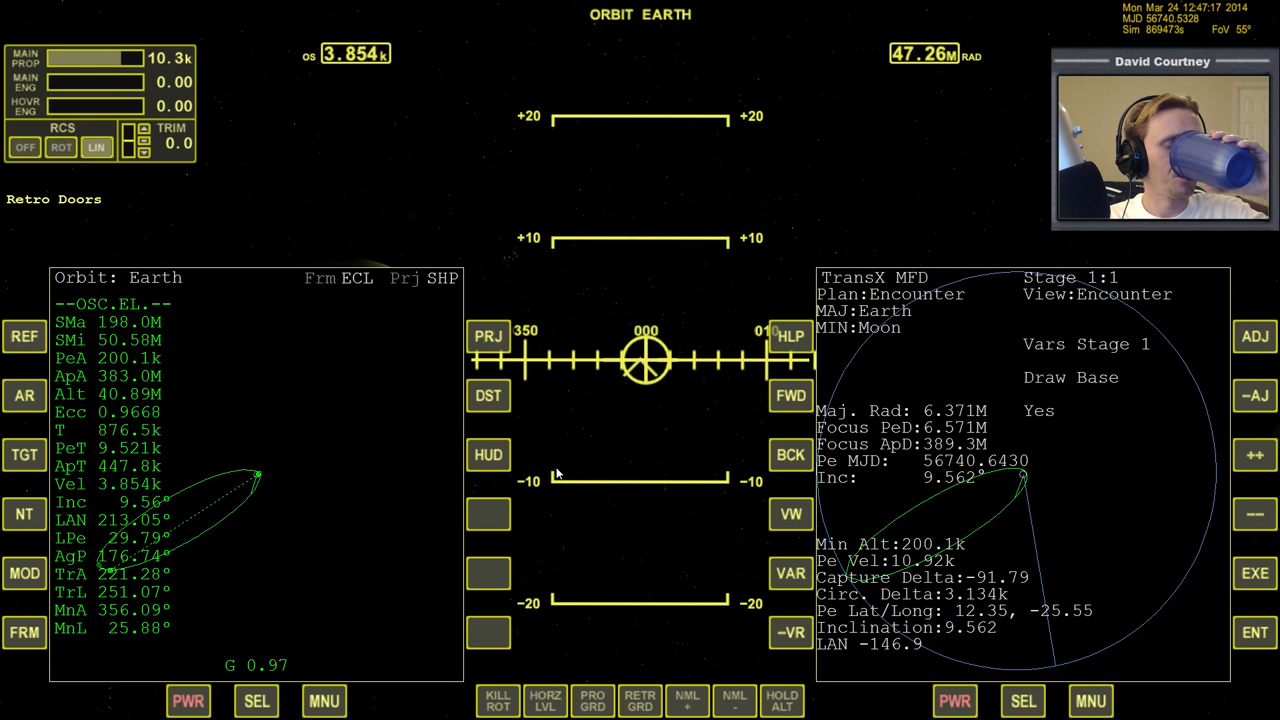 ORBIT EARTH
Mon Mar 24 12:47:17 2014
MJD 56740.5328
Sim 869473s FoV 55°
MAIN PROP 10.3k
MAIN ENG 0.00
HOVR ENG 0.00
RCS TRIM
OFF ROT LIN 0.0
OS 3.854k
47.26M RAD
David Courtney
Retro Doors
+20 +20
+10 +10
350 000 010
-10 -10
-20 -20
Orbit: Earth Frm ECL Prj SHP
--OSC.EL.--
SMa 198.0M
SMi 50.58M
PeA 200.1k
ApA 383.0M
Alt 40.89M
Ecc 0.9668
T 876.5k
PeT 9.521k
ApT 447.8k
Vel 3.854k
Inc 9.56°
LAN 213.05°
LPe 29.79°
AgP 176.74°
TrA 221.28°
TrL 251.07°
MnA 356.09°
MnL 25.88°
G 0.97
REF
AR
TGT
NT
MOD
FRM
PRJ
DST
HUD
PWR SEL MNU
KILL ROT
HORZ LVL
PRO GRD
RETR GRD
NML +
NML -
HOLD ALT
HLP
FWD
BCK
VW
VAR
-VR
TransX MFD Stage 1:1
Plan:Encounter View:Encounter
MAJ:Earth
MIN:Moon
Vars Stage 1
Draw Base
Maj. Rad: 6.371M Yes
Focus PeD:6.571M
Focus ApD:389.3M
Pe MJD: 56740.6430
Inc: 9.562°
Min Alt:200.1k
Pe Vel:10.92k
Capture Delta:-91.79
Circ. Delta:3.134k
Pe Lat/Long: 12.35, -25.55
Inclination:9.562
LAN -146.9
ADJ
-AJ
++
--
EXE
ENT
PWR SEL MNU